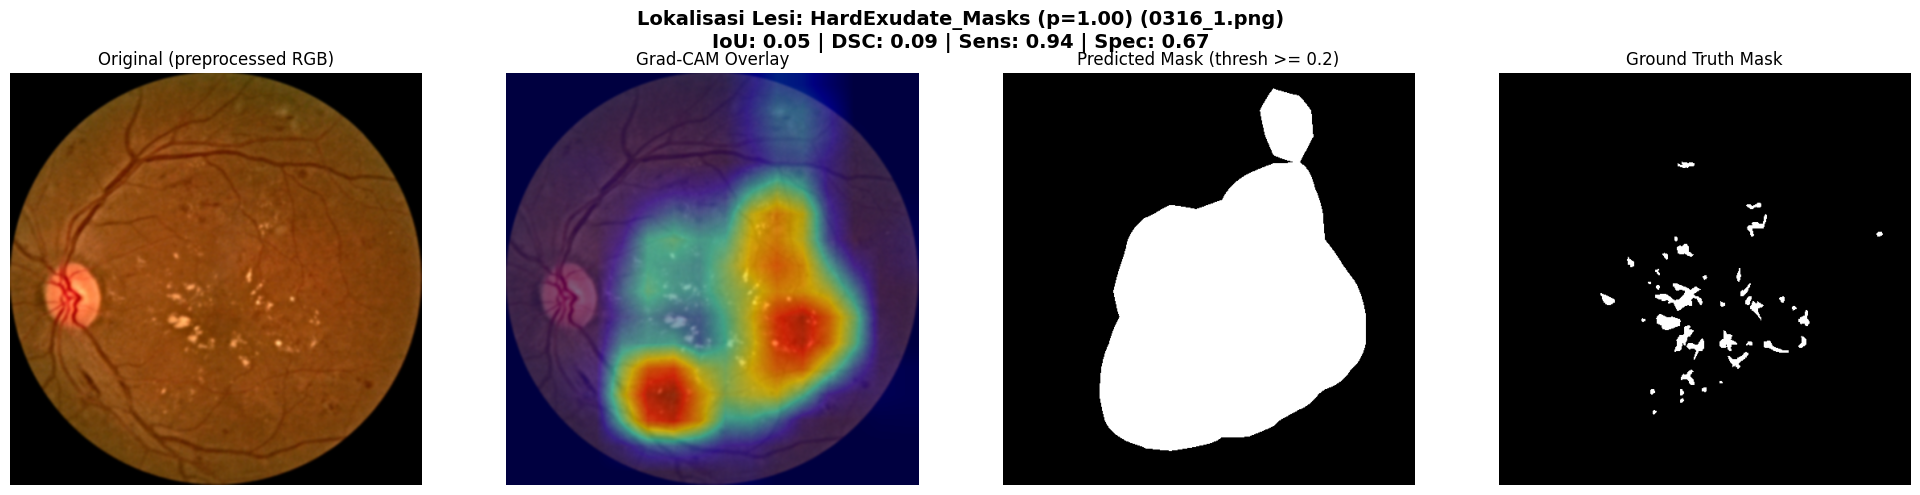 Lokalisasi Lesi: HardExudate_Masks (p=1.00) (0316_1.png)
IoU: 0.05 | DSC: 0.09 | Sens: 0.94 | Spec: 0.67
Original (preprocessed RGB)
Grad-CAM Overlay
Predicted Mask (thresh >= 0.2)
Ground Truth Mask